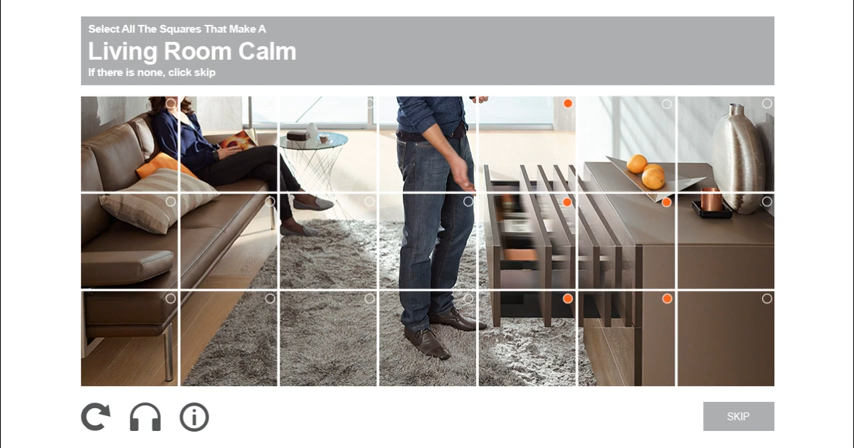 Select All The Squares That Make A
Living Room Calm
If there is none, click skip
SKIP